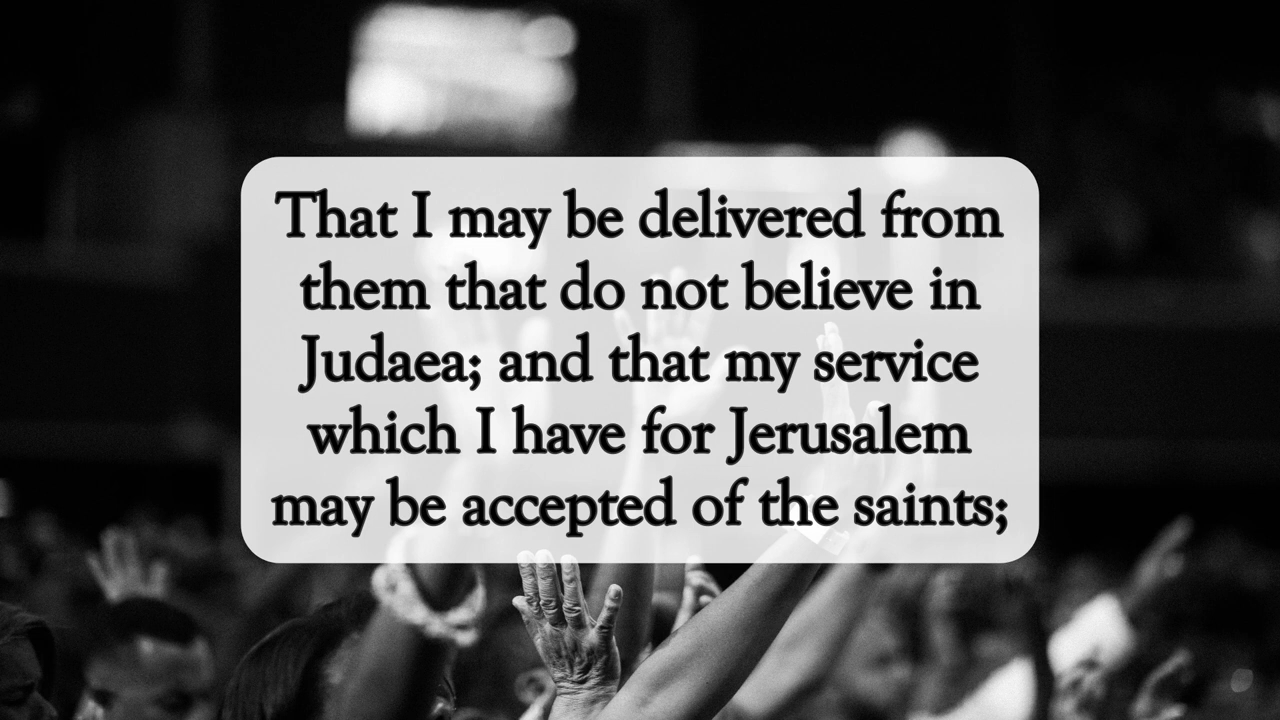 That I may be delivered from
them that do not believe in
Judaea; and that my service
which I have for Jerusalem
may be accepted of the saints;